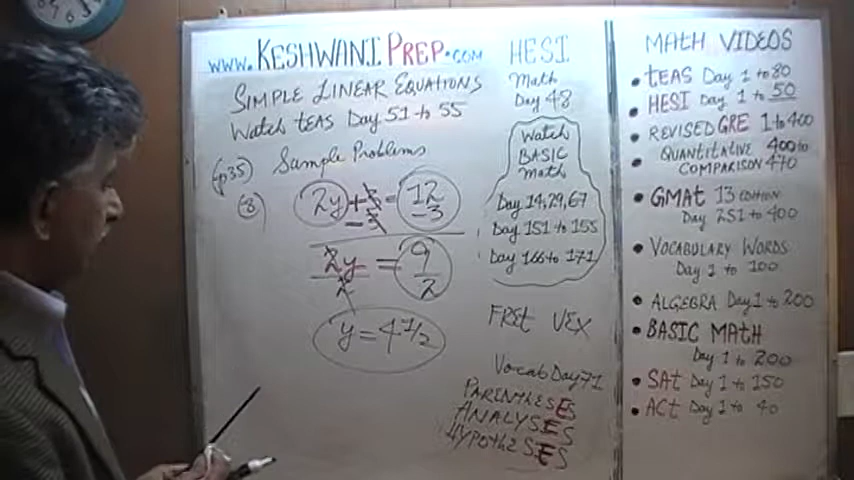 www.KESHWANI PREP.COM
SIMPLE LINEAR EQUATIONS
Watch TEAS Day 51 to 55
(p35) Sample Problems
(8) 2y + 3 = 12
- 3 -3
2y = 9
2 2
y = 4 1/2
HESI
Math
Day 48
Watch
BASIC
Math
Day 14, 29, 67
Day 151 to 155
Day 166 to 171
FRET VEX
Vocab Day 71
PARENTHESES
ANALYSES
HYPOTHESES
MATH VIDEOS
• TEAS Day 1 to 80
• HESI Day 1 to 50
• REVISED GRE 1 to 400
• QUANTITATIVE 400 to
COMPARISON 470
• GMAT 13 EDITION
Day 251 to 400
• VOCABULARY WORDS
Day 1 to 100
• ALGEBRA Day 1 to 200
• BASIC MATH
Day 1 to 200
• SAT Day 1 to 150
• ACT Day 1 to 40